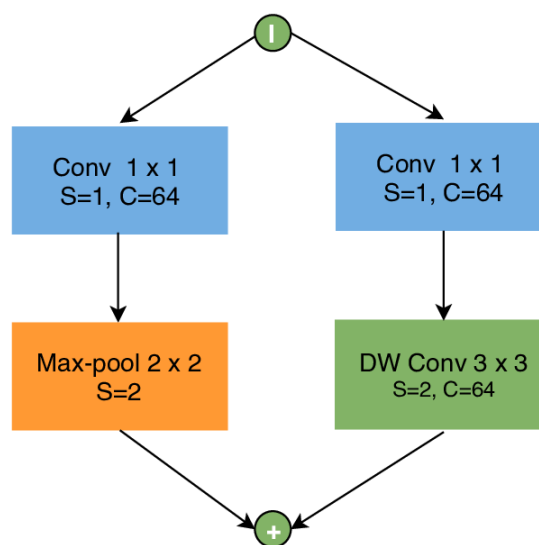 I
Conv 1 x 1
S=1, C=64
Conv 1 x 1
S=1, C=64
Max-pool 2 x 2
S=2
DW Conv 3 x 3
S=2, C=64
+